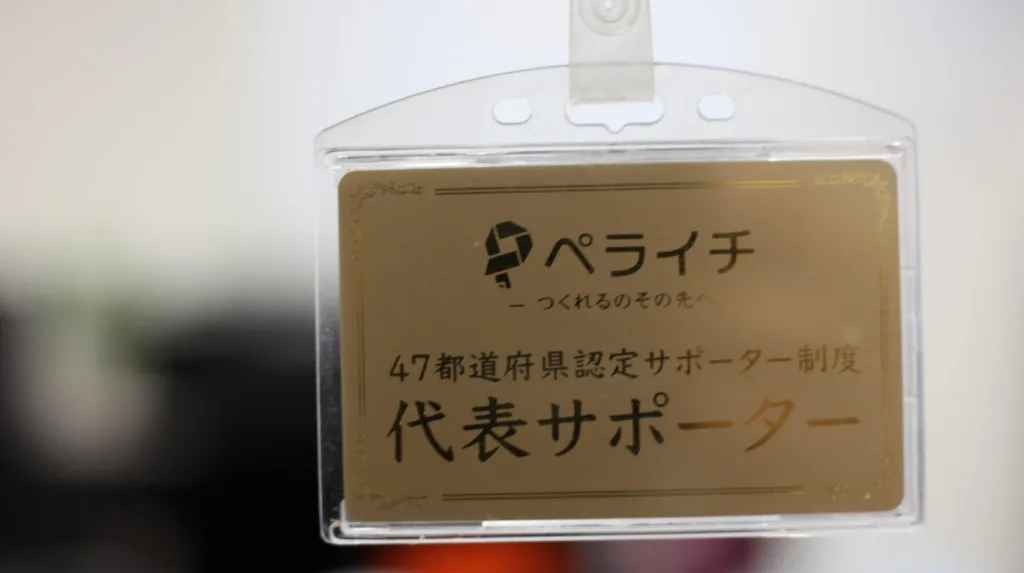 ペライチ
― つくれるのその先へ
47都道府県認定サポーター制度
代表サポーター